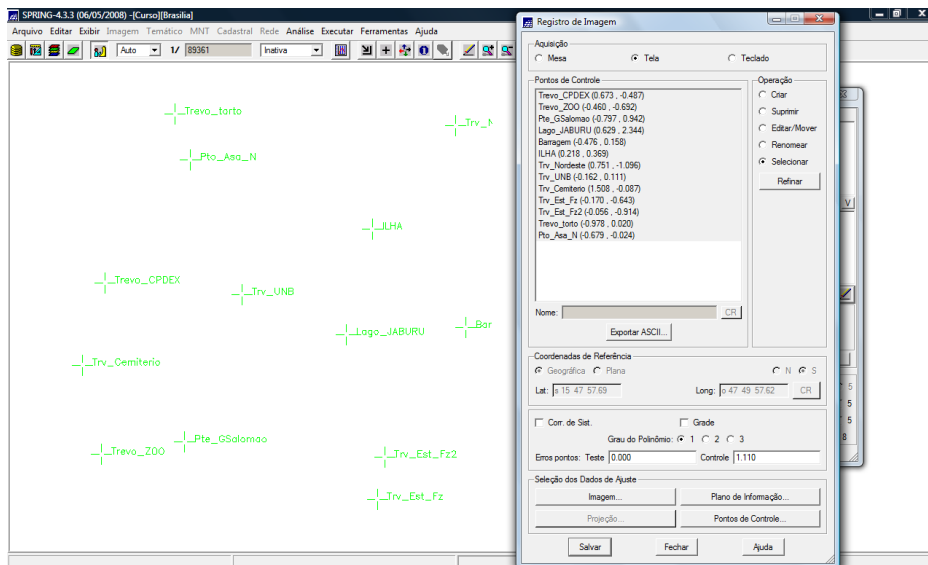 SPRING-4.3.3 (06/05/2008) -[Curso][Brasilia]
Arquivo Editar Exibir Imagem Temático MNT Cadastral Rede Análise Executar Ferramentas Ajuda
Auto 1/ 89361 Inativa
Trevo_torto
Trv_N
Pto_Asa_N
ILHA
Trevo_CPDEX
Trv_UNB
Lago_JABURU
Bar
Trv_Cemiterio
Pte_GSalomao
Trevo_ZOO
Trv_Est_Fz2
Trv_Est_Fz
Registro de Imagem
Aquisição
Mesa Tela Teclado
Pontos de Controle
Trevo_CPDEX (0.673 , -0.487)
Trevo_ZOO (-0.460 , -0.692)
Pte_GSalomao (-0.797 , 0.942)
Lago_JABURU (0.629 , 2.344)
Barragem (-0.476 , 0.158)
ILHA (0.218 , 0.369)
Trv_Nordeste (0.751 , -1.096)
Trv_UNB (-0.162 , 0.111)
Trv_Cemiterio (1.508 , -0.087)
Trv_Est_Fz (-0.170 , -0.643)
Trv_Est_Fz2 (-0.056 , -0.914)
Trevo_torto (-0.978 , 0.020)
Pto_Asa_N (-0.679 , -0.024)
Nome: CR
Exportar ASCII...
Operação
Criar
Suprimir
Editar/Mover
Renomear
Selecionar
Refinar
Coordenadas de Referência
Geográfica Plana N S
Lat: s 15 47 57.69 Long: o 47 49 57.62 CR
Corr. de Sist. Grade
Grau do Polinômio: 1 2 3
Erros pontos: Teste 0.000 Controle 1.110
Seleção dos Dados de Ajuste
Imagem... Plano de Informação...
Projeção... Pontos de Controle...
Salvar Fechar Ajuda
V
5
5
5
8